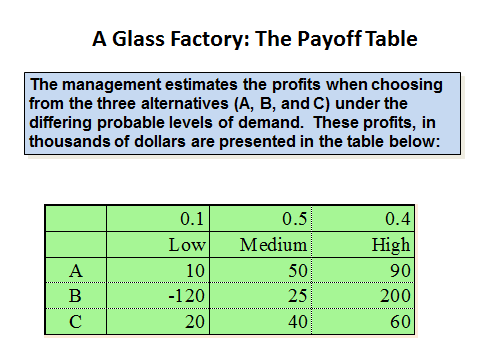 A Glass Factory: The Payoff Table
The management estimates the profits when choosing
from the three alternatives (A, B, and C) under the
differing probable levels of demand.  These profits, in
thousands of dollars are presented in the table below:
0.1 0.5 0.4
Low Medium High
A 10 50 90
B -120 25 200
C 20 40 60